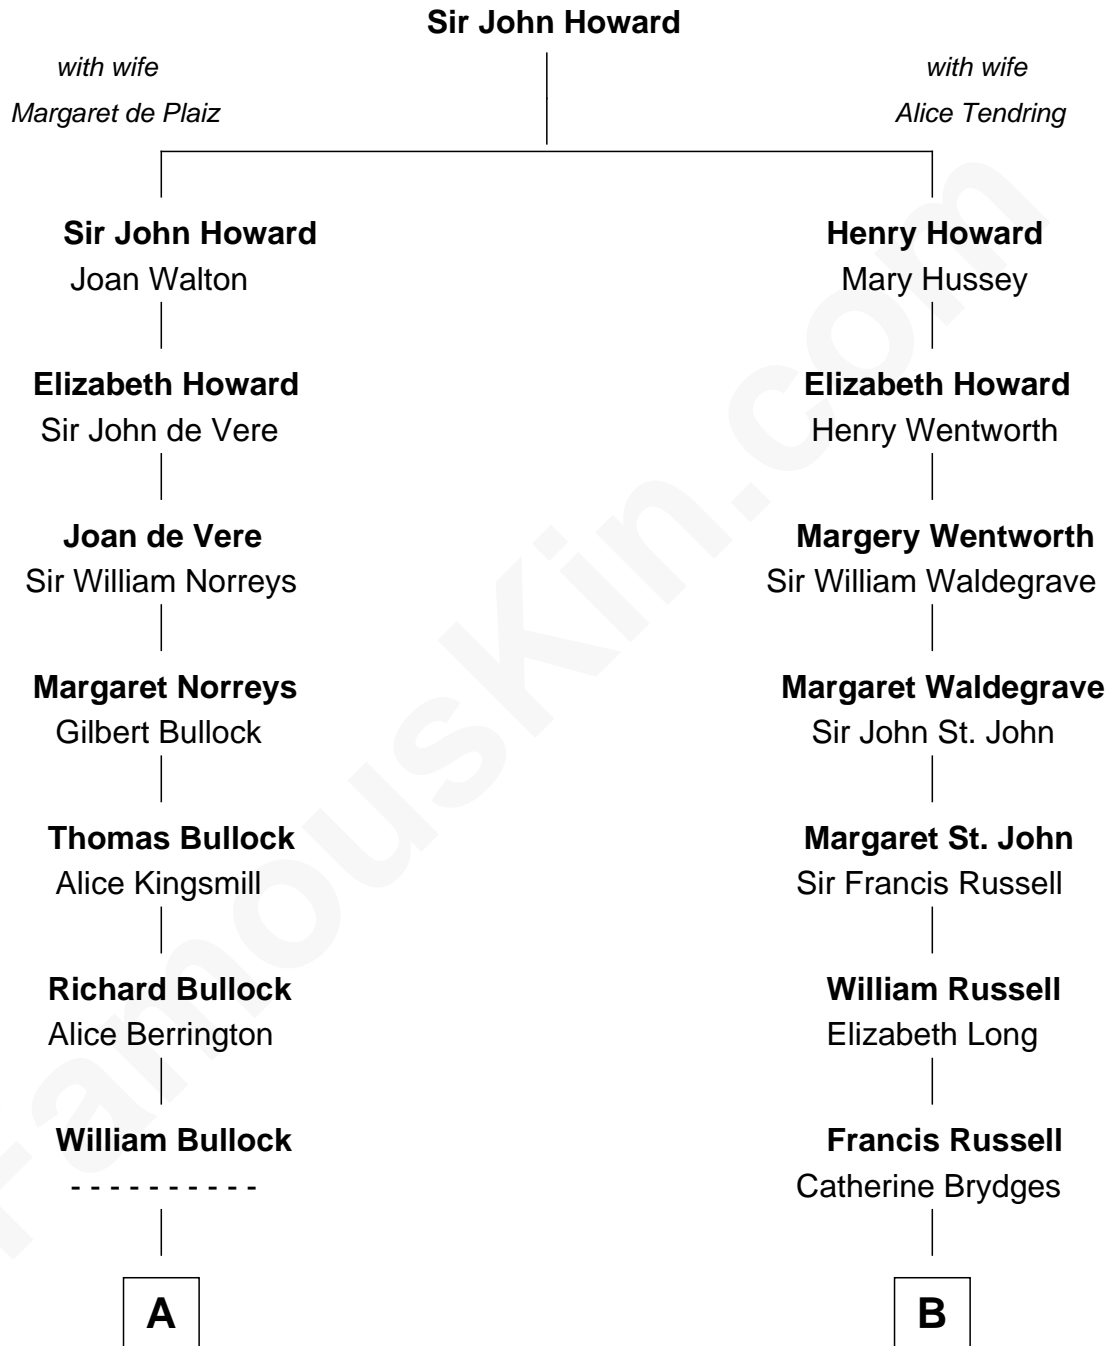 Sir John Howard
with wife
Margaret de Plaiz
with wife
Alice Tendring
Sir John Howard
Joan Walton
Henry Howard
Mary Hussey
Elizabeth Howard
Sir John de Vere
Elizabeth Howard
Henry Wentworth
Joan de Vere
Sir William Norreys
Margery Wentworth
Sir William Waldegrave
Margaret Norreys
Gilbert Bullock
Margaret Waldegrave
Sir John St. John
Thomas Bullock
Alice Kingsmill
Margaret St. John
Sir Francis Russell
Richard Bullock
Alice Berrington
William Russell
Elizabeth Long
William Bullock
- - - - - - - - - -
Francis Russell
Catherine Brydges
A
B
FamousKin.com